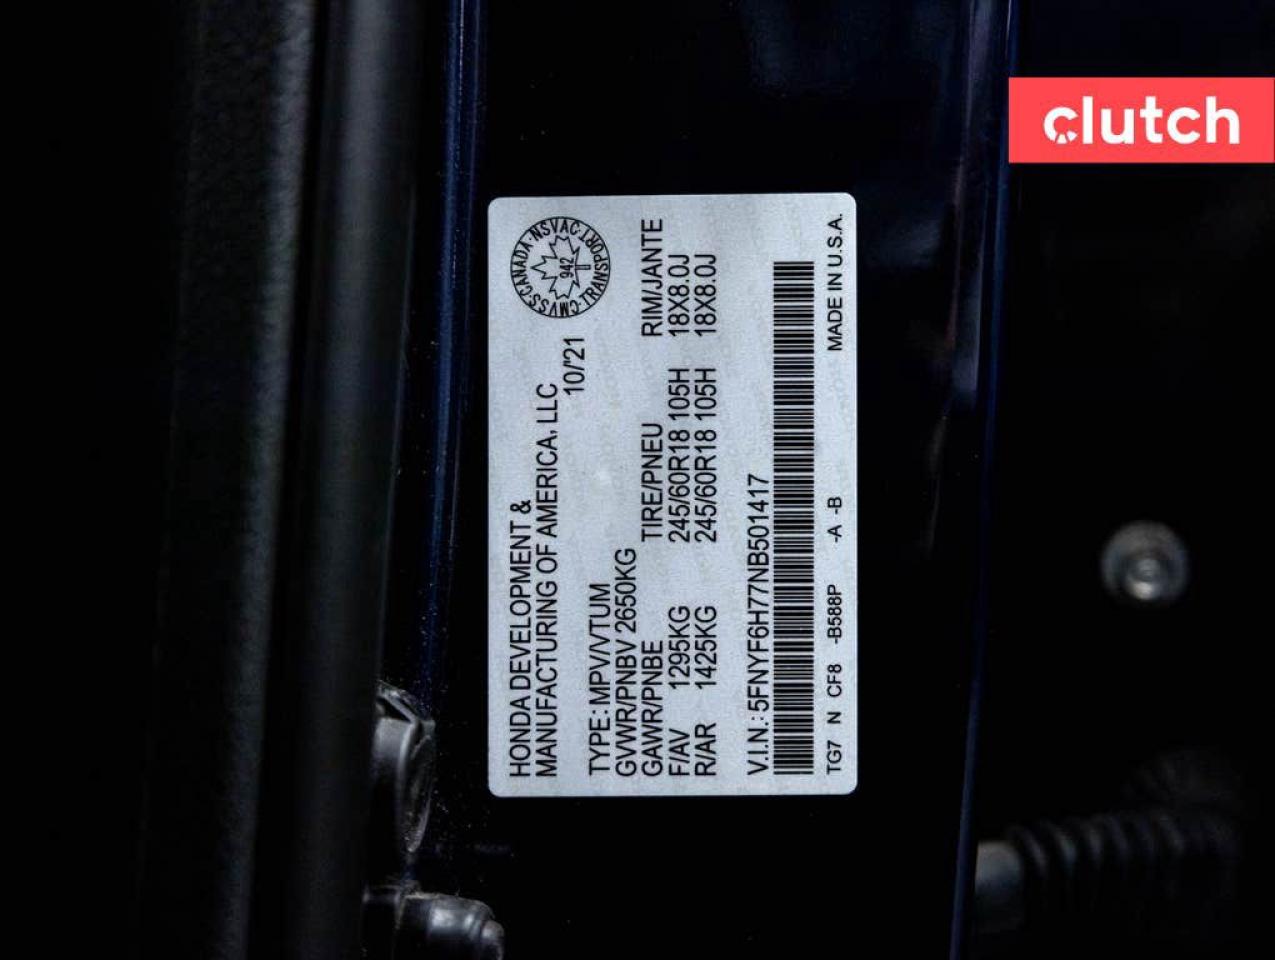 clutch
HONDA DEVELOPMENT &
MANUFACTURING OF AMERICA, LLC
10/'21
CMVSS·CANADA·NSVAC·TRANSPORT
942
TYPE: MPV/VTUM
GVWR/PNBV 2650KG
GAWR/PNBE TIRE/PNEU RIM/JANTE
F/AV 1295KG 245/60R18 105H 18X8.0J
R/AR 1425KG 245/60R18 105H 18X8.0J
V.I.N.: 5FNYF6H77NB501417
TG7 N CF8 -B588P -A -B MADE IN U.S.A.